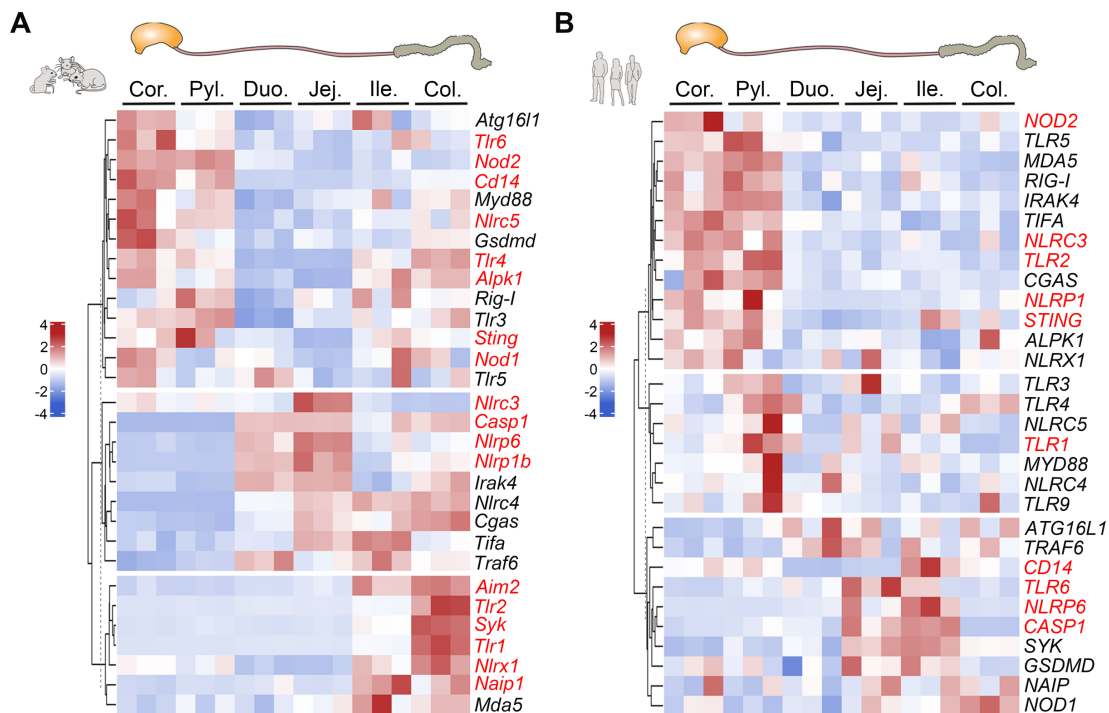 A
Cor. Pyl. Duo. Jej. Ile. Col.
Atg16l1
Tlr6
Nod2
Cd14
Myd88
Nlrc5
Gsdmd
Tlr4
Alpk1
Rig-I
Tlr3
Sting
Nod1
Tlr5
Nlrc3
Casp1
Nlrp6
Nlrp1b
Irak4
Nlrc4
Cgas
Tifa
Traf6
Aim2
Tlr2
Syk
Tlr1
Nlrx1
Naip1
Mda5
4
2
0
-2
-4
B
Cor. Pyl. Duo. Jej. Ile. Col.
NOD2
TLR5
MDA5
RIG-I
IRAK4
TIFA
NLRC3
TLR2
CGAS
NLRP1
STING
ALPK1
NLRX1
TLR3
TLR4
NLRC5
TLR1
MYD88
NLRC4
TLR9
ATG16L1
TRAF6
CD14
TLR6
NLRP6
CASP1
SYK
GSDMD
NAIP
NOD1
4
2
0
-2
-4